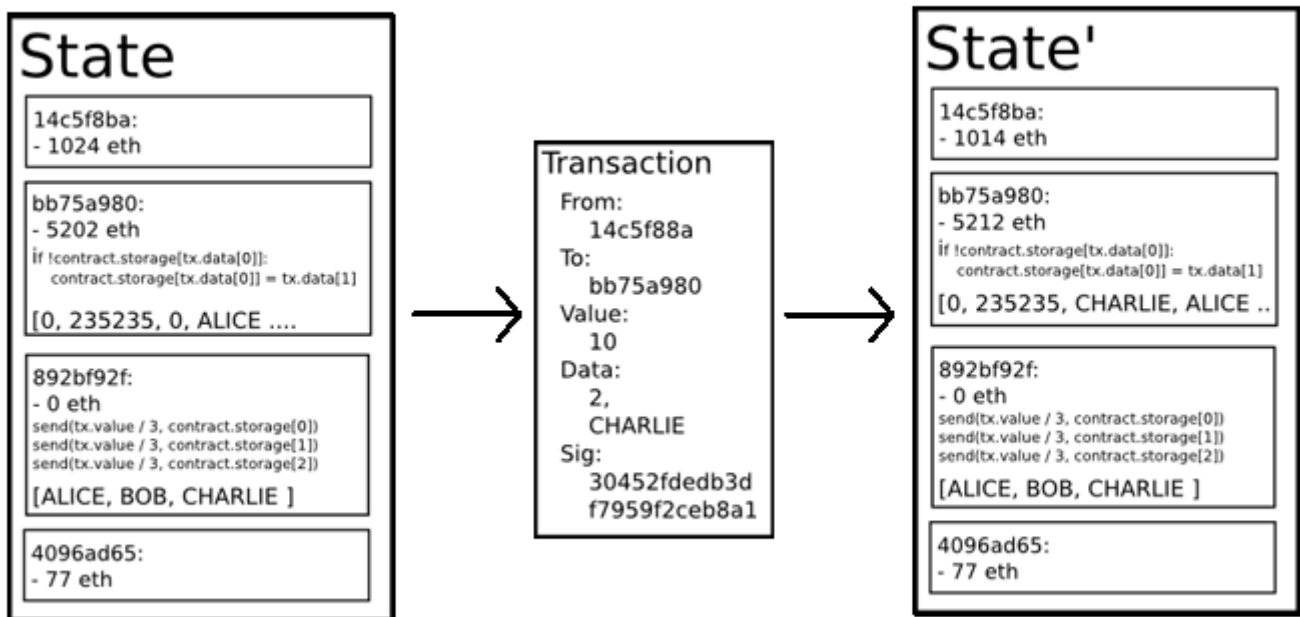 State
14c5f8ba:
- 1024 eth
bb75a980:
- 5202 eth
if !contract.storage[tx.data[0]]:
contract.storage[tx.data[0]] = tx.data[1]
[0, 235235, 0, ALICE ....
892bf92f:
- 0 eth
send(tx.value / 3, contract.storage[0])
send(tx.value / 3, contract.storage[1])
send(tx.value / 3, contract.storage[2])
[ALICE, BOB, CHARLIE ]
4096ad65:
- 77 eth
Transaction
From:
14c5f88a
To:
bb75a980
Value:
10
Data:
2,
CHARLIE
Sig:
30452fdedb3d
f7959f2ceb8a1
State'
14c5f8ba:
- 1014 eth
bb75a980:
- 5212 eth
if !contract.storage[tx.data[0]]:
contract.storage[tx.data[0]] = tx.data[1]
[0, 235235, CHARLIE, ALICE ..
892bf92f:
- 0 eth
send(tx.value / 3, contract.storage[0])
send(tx.value / 3, contract.storage[1])
send(tx.value / 3, contract.storage[2])
[ALICE, BOB, CHARLIE ]
4096ad65:
- 77 eth